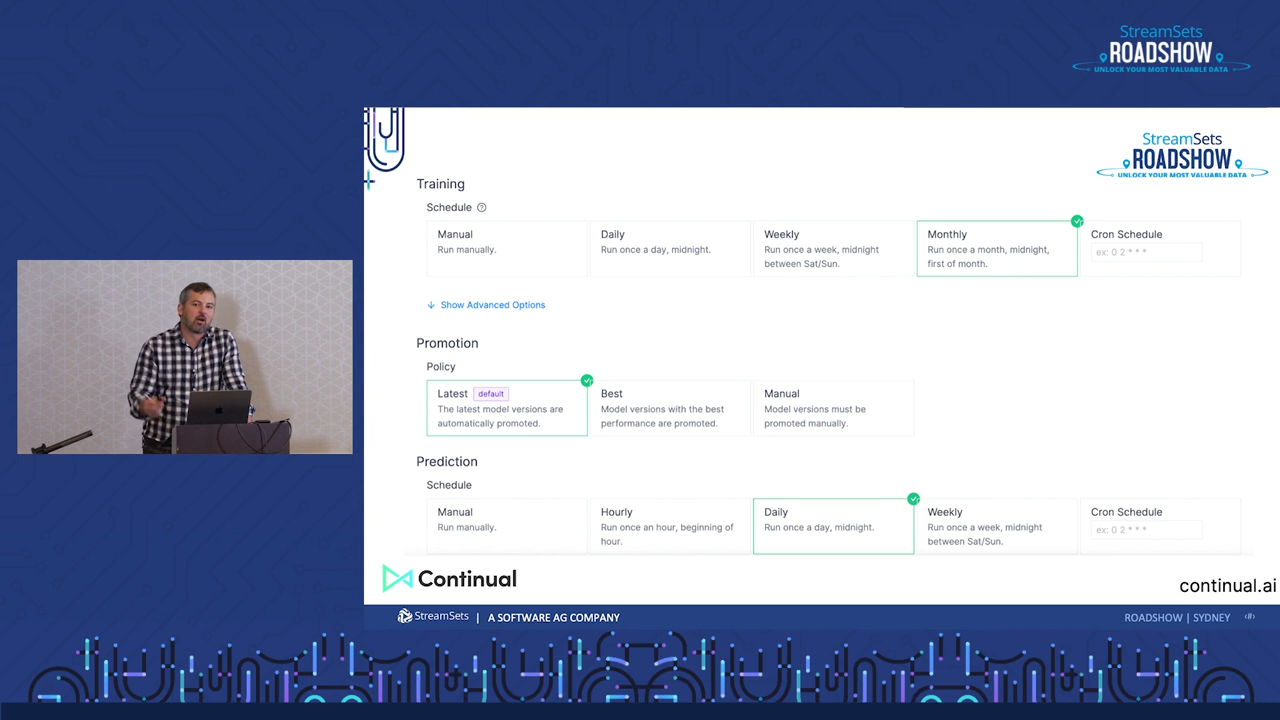 StreamSets
ROADSHOW
UNLOCK YOUR MOST VALUABLE DATA
StreamSets
ROADSHOW
UNLOCK YOUR MOST VALUABLE DATA
Training
Schedule ?
Manual
Run manually.
Daily
Run once a day, midnight.
Weekly
Run once a week, midnight
between Sat/Sun.
Monthly
Run once a month, midnight,
first of month.
Cron Schedule
ex: 0 2 * * *
Show Advanced Options
Promotion
Policy
Latest default
The latest model versions are
automatically promoted.
Best
Model versions with the best
performance are promoted.
Manual
Model versions must be
promoted manually.
Prediction
Schedule
Manual
Run manually.
Hourly
Run once an hour, beginning of
hour.
Daily
Run once a day, midnight.
Weekly
Run once a week, midnight
between Sat/Sun.
Cron Schedule
ex: 0 2 * * *
Continual
continual.ai
StreamSets | A SOFTWARE AG COMPANY
ROADSHOW | SYDNEY ‹#›